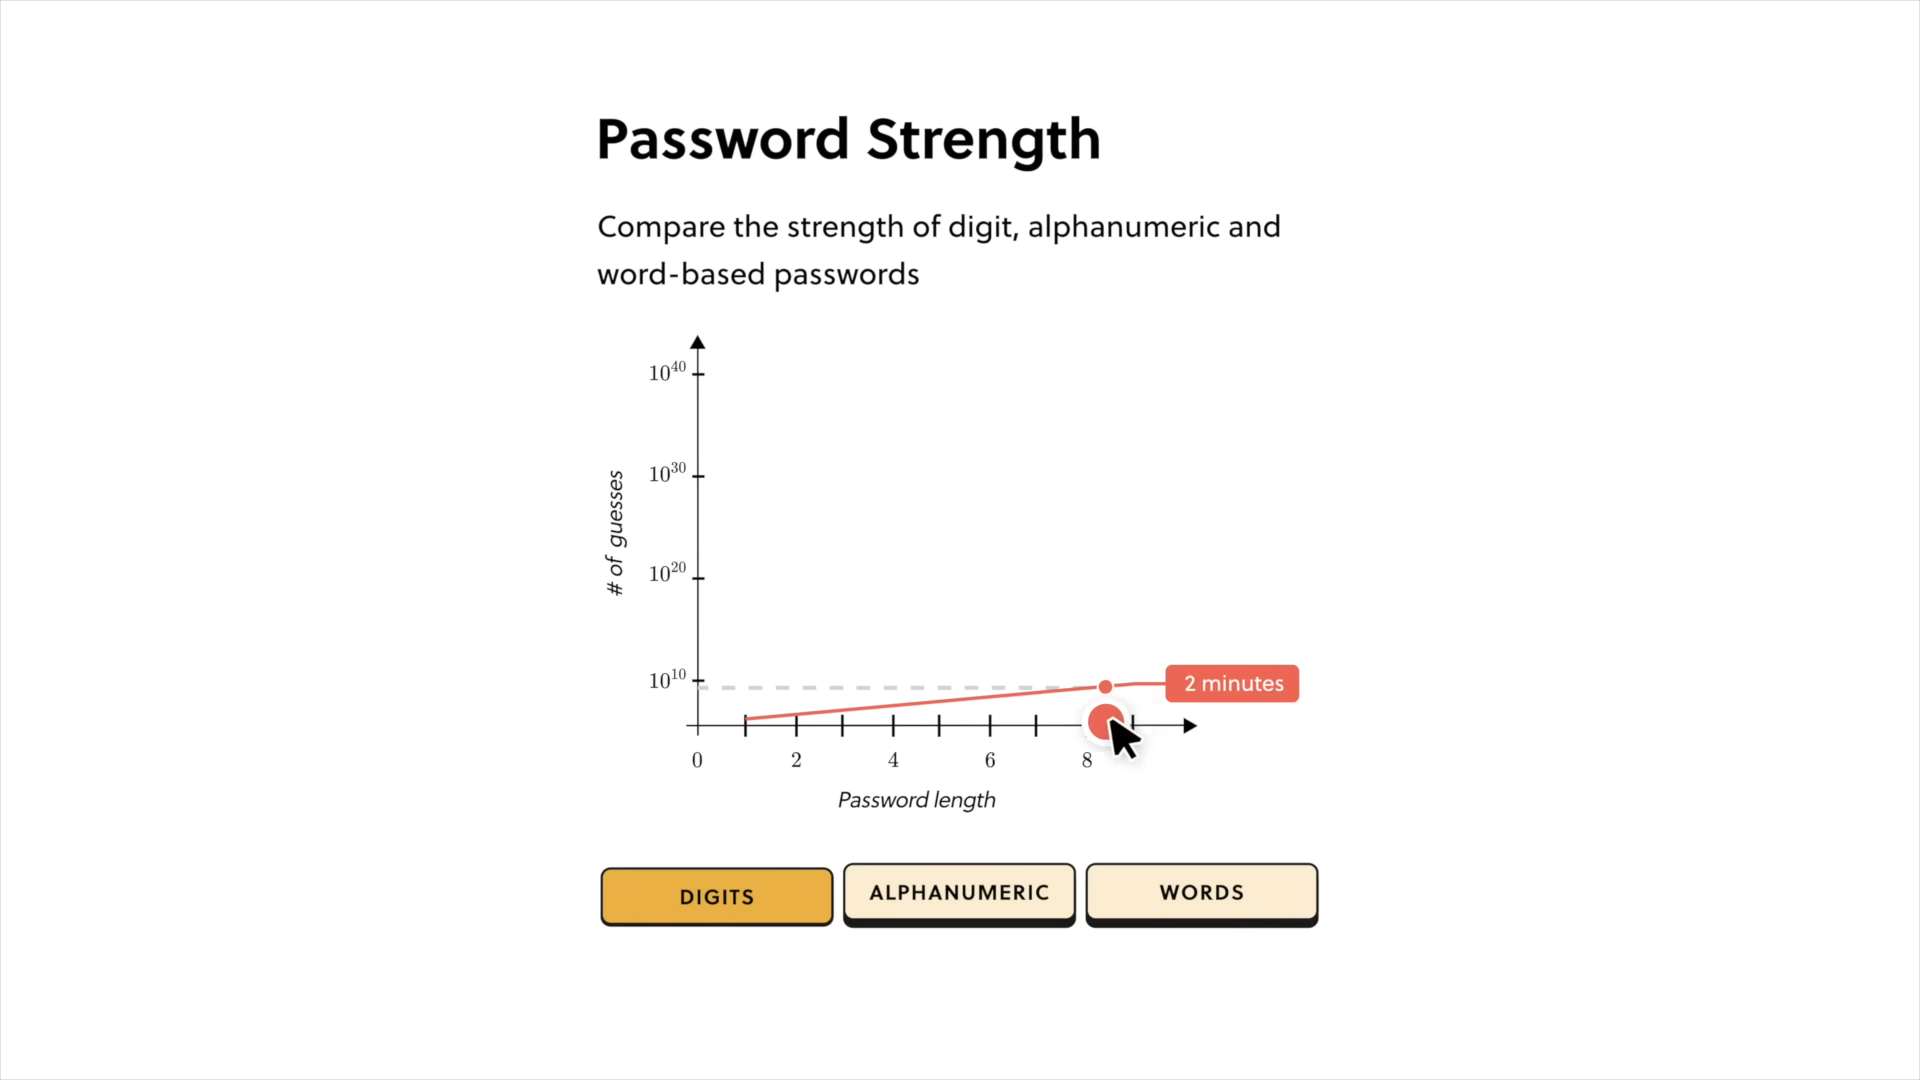 Password Strength
Compare the strength of digit, alphanumeric and
word-based passwords
10^40
10^30
# of guesses
10^20
10^10
2 minutes
0 2 4 6 8
Password length
DIGITS ALPHANUMERIC WORDS